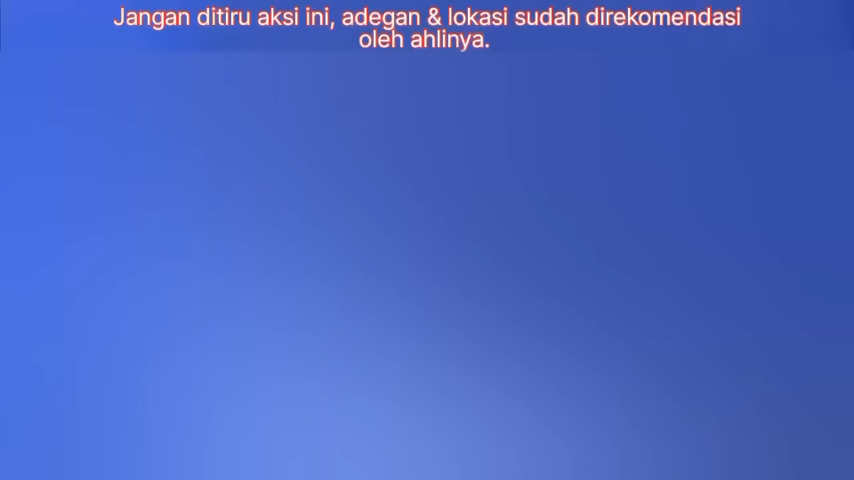 Jangan ditiru aksi ini, adegan & lokasi sudah direkomendasi
oleh ahlinya.